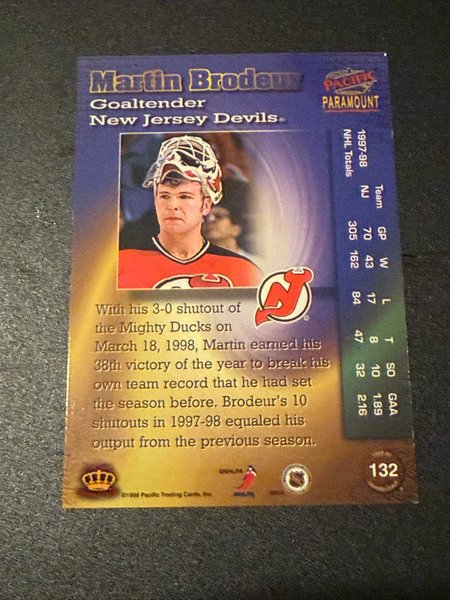 Martin Brodeur
Goaltender
New Jersey Devils
PACIFIC
PARAMOUNT
Team GP W L T SO GAA
1997-98 NJ 70 43 17 8 10 1.89
NHL Totals 305 162 84 47 32 2.16
With his 3-0 shutout of
the Mighty Ducks on
March 18, 1998, Martin earned his
38th victory of the year to break his
own team record that he had set
the season before. Brodeur's 10
shutouts in 1997-98 equaled his
output from the previous season.
©1998 Pacific Trading Cards, Inc.
NHLPA
132